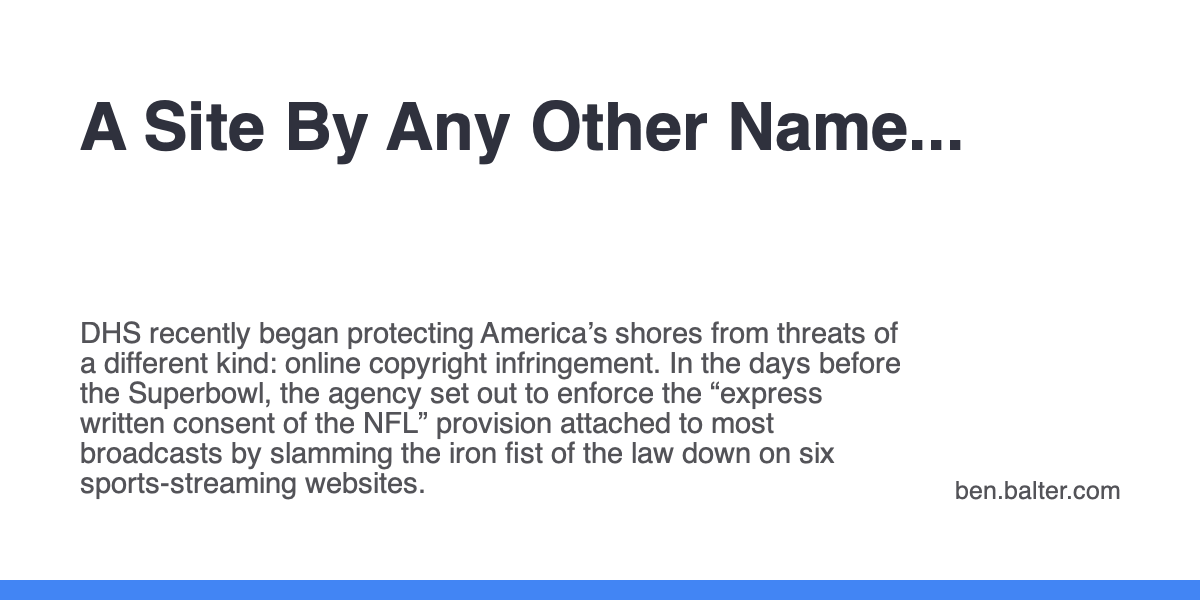 A Site By Any Other Name...
DHS recently began protecting America’s shores from threats of
a different kind: online copyright infringement. In the days before
the Superbowl, the agency set out to enforce the “express
written consent of the NFL” provision attached to most
broadcasts by slamming the iron fist of the law down on six
sports-streaming websites.
ben.balter.com